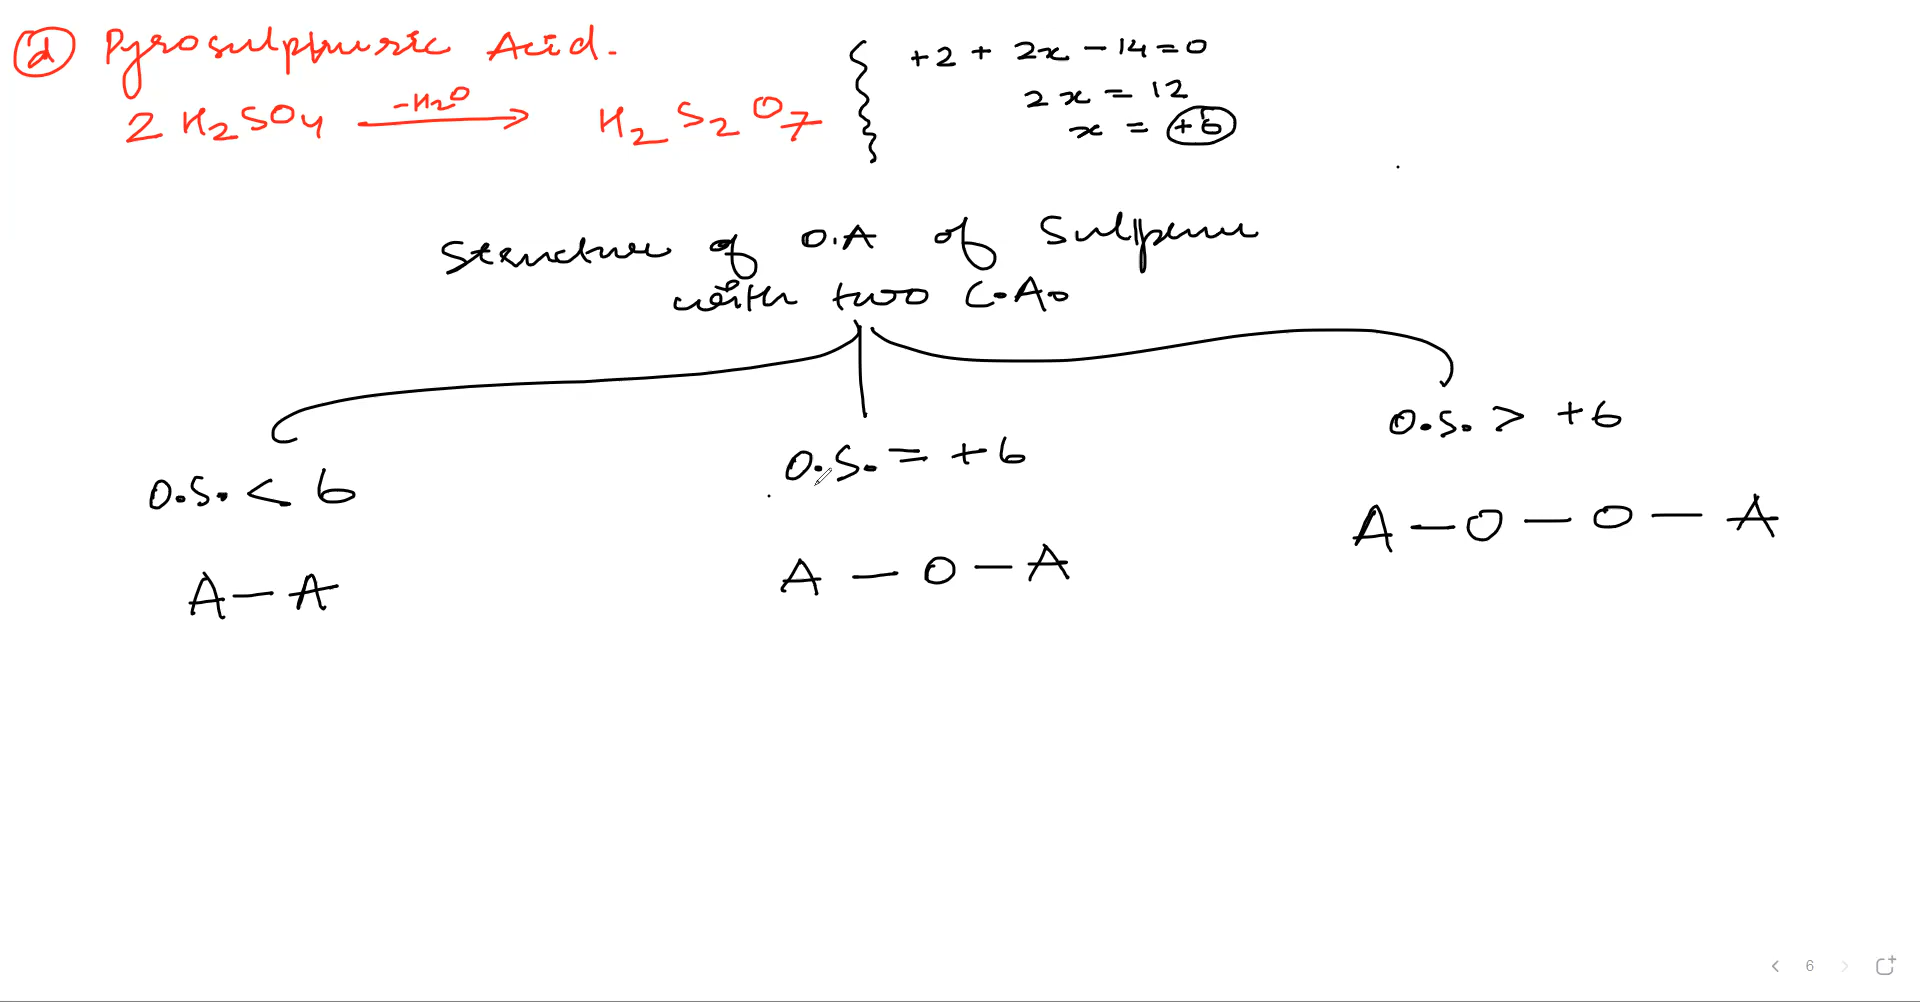 (d) Pyrosulphuric Acid.
2 H2SO4 -H2O → H2S2O7
+2 + 2x - 14 = 0
2x = 12
x = +6
Structure of O.A of Sulphur
with two C.A.
O.S. < 6
O.S. = +6
O.S. > +6
A - A
A - O - A
A - O - O - A
6